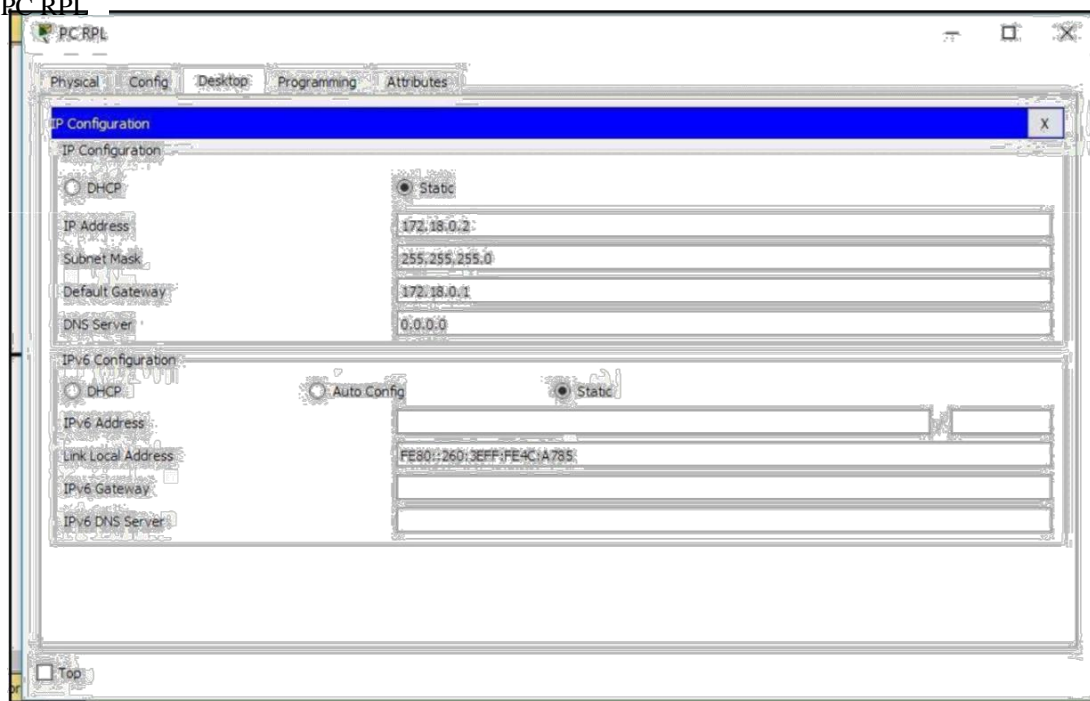 PC RPL
PC RPL
Physical Config Desktop Programming Attributes
IP Configuration X
IP Configuration
DHCP Static
IP Address 172.18.0.2
Subnet Mask 255.255.255.0
Default Gateway 172.18.0.1
DNS Server 0.0.0.0
IPv6 Configuration
DHCP Auto Config Static
IPv6 Address /
Link Local Address FE80::260:3EFF:FE4C:A785
IPv6 Gateway
IPv6 DNS Server
Top
or